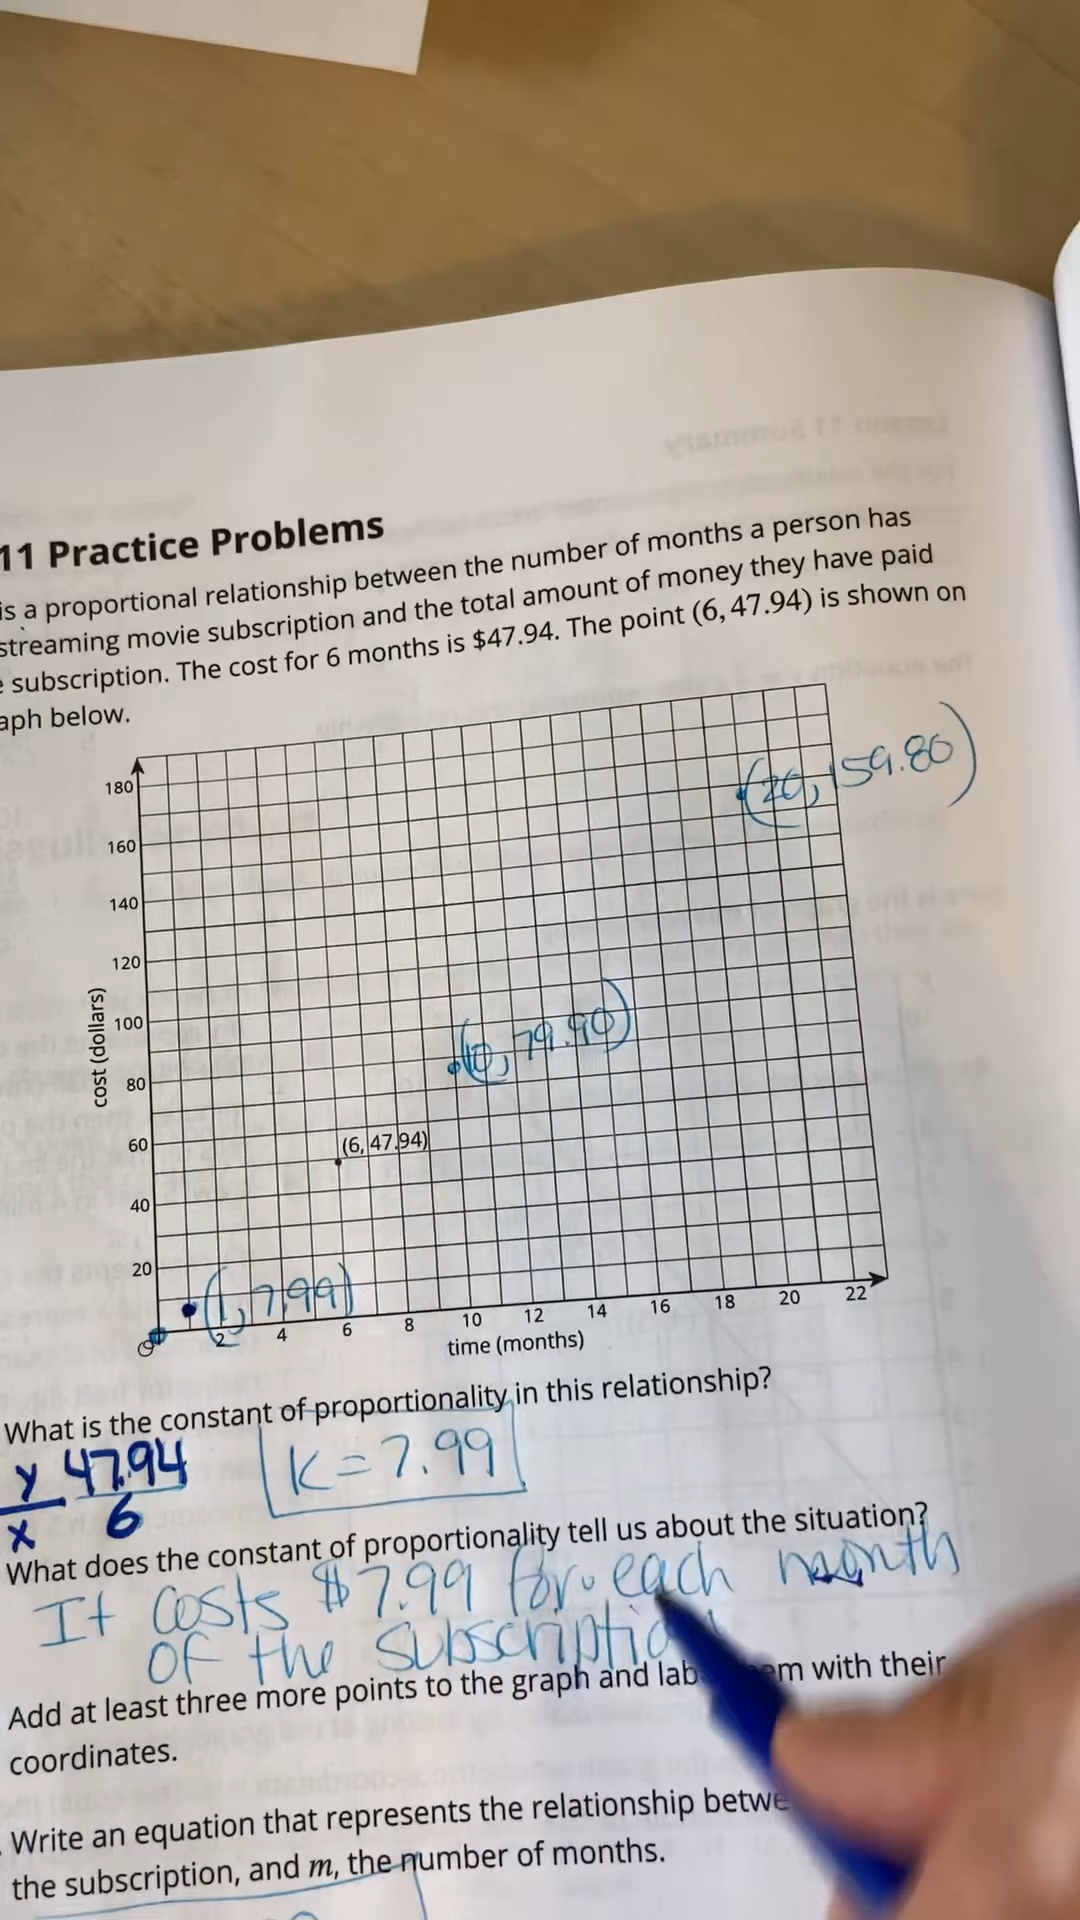 11 Practice Problems
is a proportional relationship between the number of months a person has
streaming movie subscription and the total amount of money they have paid
subscription. The cost for 6 months is $47.94. The point (6, 47.94) is shown on
aph below.
180
(20, 159.80)
160
140
120
100
(10, 79.90)
80
60
(6, 47.94)
40
20
(1, 7.99)
0
2
4
6
8
10
12
14
16
18
20
22
cost (dollars)
time (months)
What is the constant of proportionality in this relationship?
y 47.94
x 6
K = 7.99
What does the constant of proportionality tell us about the situation?
It costs $7.99 for each month
of the subscriptio
Add at least three more points to the graph and lab em with their
coordinates.
Write an equation that represents the relationship betwe
the subscription, and m, the number of months.